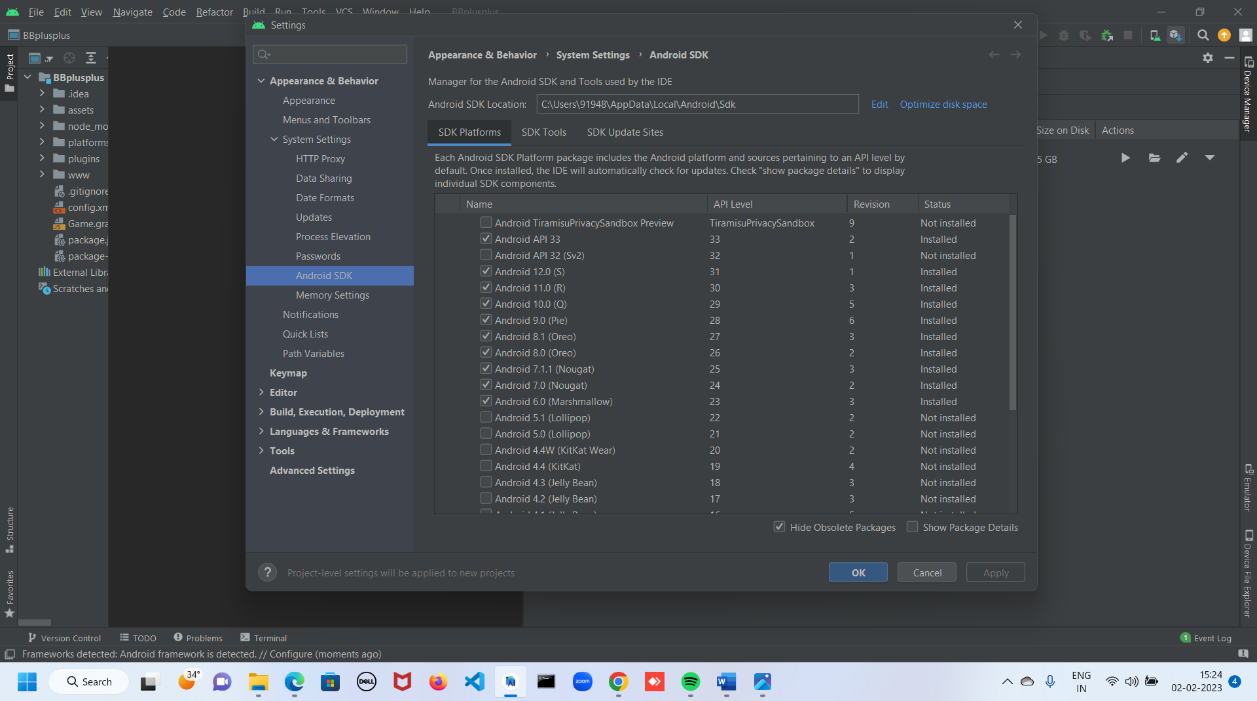 File Edit View Navigate Code Refactor Build Run Tools VCS Window Help BBplusplus
Settings
BBplusplus
Project
BBplusplus
.idea
assets
node_mo
platforms
plugins
www
.gitignore
config.xm
Game.gra
package.j
package-
External Libra
Scratches and
Structure
Favorites
Appearance & Behavior
Appearance
Menus and Toolbars
System Settings
HTTP Proxy
Data Sharing
Date Formats
Updates
Process Elevation
Passwords
Android SDK
Memory Settings
Notifications
Quick Lists
Path Variables
Keymap
Editor
Build, Execution, Deployment
Languages & Frameworks
Tools
Advanced Settings
Appearance & Behavior › System Settings › Android SDK
Manager for the Android SDK and Tools used by the IDE
Android SDK Location: C:\Users\91948\AppData\Local\Android\Sdk Edit Optimize disk space
SDK Platforms SDK Tools SDK Update Sites
Each Android SDK Platform package includes the Android platform and sources pertaining to an API level by
default. Once installed, the IDE will automatically check for updates. Check "show package details" to display
individual SDK components.
Name API Level Revision Status
Android TiramisuPrivacySandbox Preview TiramisuPrivacySandbox 9 Not installed
Android API 33 33 2 Installed
Android API 32 (Sv2) 32 1 Not installed
Android 12.0 (S) 31 1 Installed
Android 11.0 (R) 30 3 Installed
Android 10.0 (Q) 29 5 Installed
Android 9.0 (Pie) 28 6 Installed
Android 8.1 (Oreo) 27 3 Installed
Android 8.0 (Oreo) 26 2 Installed
Android 7.1.1 (Nougat) 25 3 Installed
Android 7.0 (Nougat) 24 2 Installed
Android 6.0 (Marshmallow) 23 3 Installed
Android 5.1 (Lollipop) 22 2 Not installed
Android 5.0 (Lollipop) 21 2 Not installed
Android 4.4W (KitKat Wear) 20 2 Not installed
Android 4.4 (KitKat) 19 4 Not installed
Android 4.3 (Jelly Bean) 18 3 Not installed
Android 4.2 (Jelly Bean) 17 3 Not installed
Hide Obsolete Packages Show Package Details
? Project-level settings will be applied to new projects OK Cancel Apply
Size on Disk Actions
5 GB
Device Manager
Emulator
Device File Explorer
Version Control TODO Problems Terminal 1 Event Log
Frameworks detected: Android framework is detected. // Configure (moments ago)
Search 34° DELL zoom W
ENG
IN
15:24
02-02-2023
4